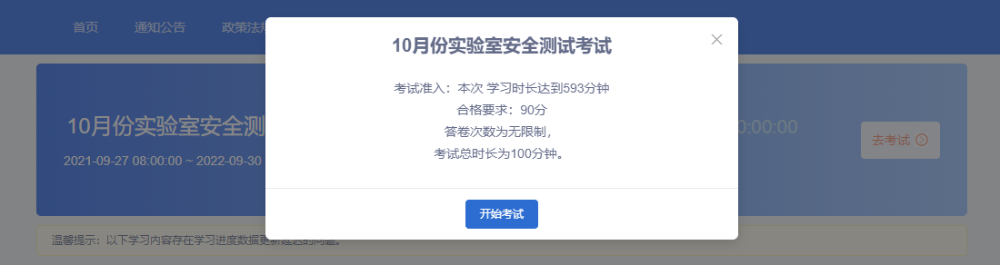 首页 通知公告 政策法规
10月份实验室安全测试考试
考试准入：本次 学习时长达到593分钟
合格要求：90分
答卷次数为无限制，
考试总时长为100分钟。
开始考试
10月份实验室安全测
0:00:00
去考试
2021-09-27 08:00:00 ~ 2022-09-30
温馨提示：以下学习内容存在学习进度数据更新延迟的问题。